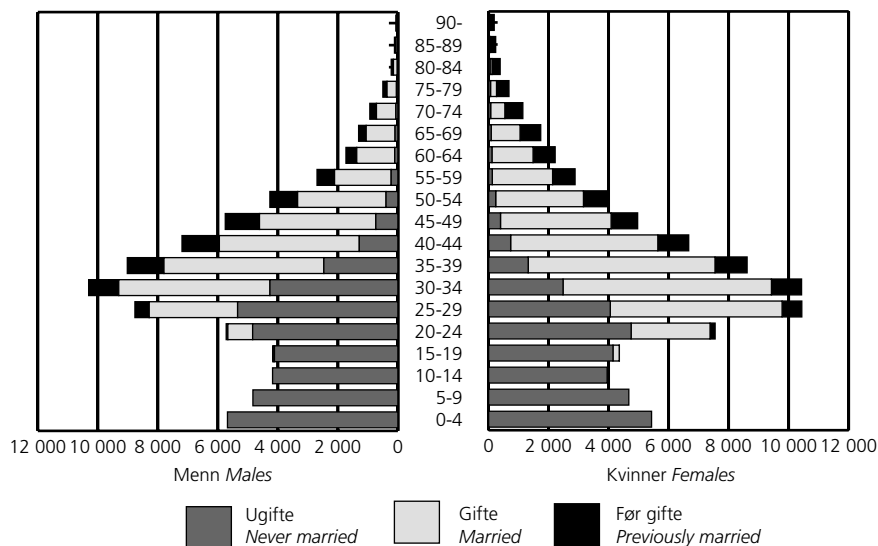 90-
85-89
80-84
75-79
70-74
65-69
60-64
55-59
50-54
45-49
40-44
35-39
30-34
25-29
20-24
15-19
10-14
5-9
0-4
12 000 10 000 8 000 6 000 4 000 2 000 0
0 2 000 4 000 6 000 8 000 10 000 12 000
Menn Males
Kvinner Females
Ugifte
Never married
Gifte
Married
Før gifte
Previously married